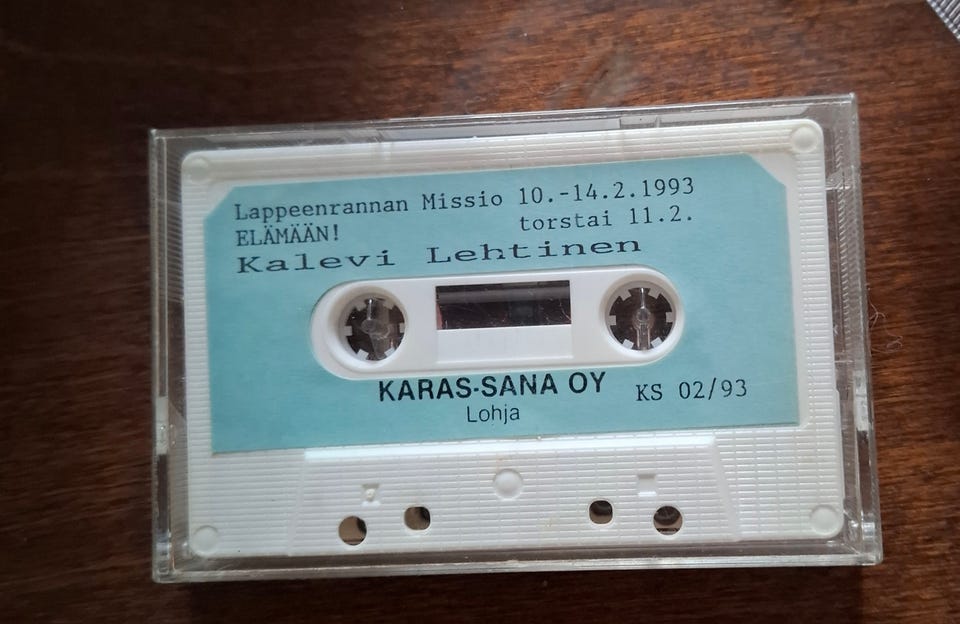 Lappeenrannan Missio 10.-14.2.1993
ELÄMÄÄN! torstai 11.2.
Kalevi Lehtinen
KARAS-SANA OY KS 02/93
Lohja